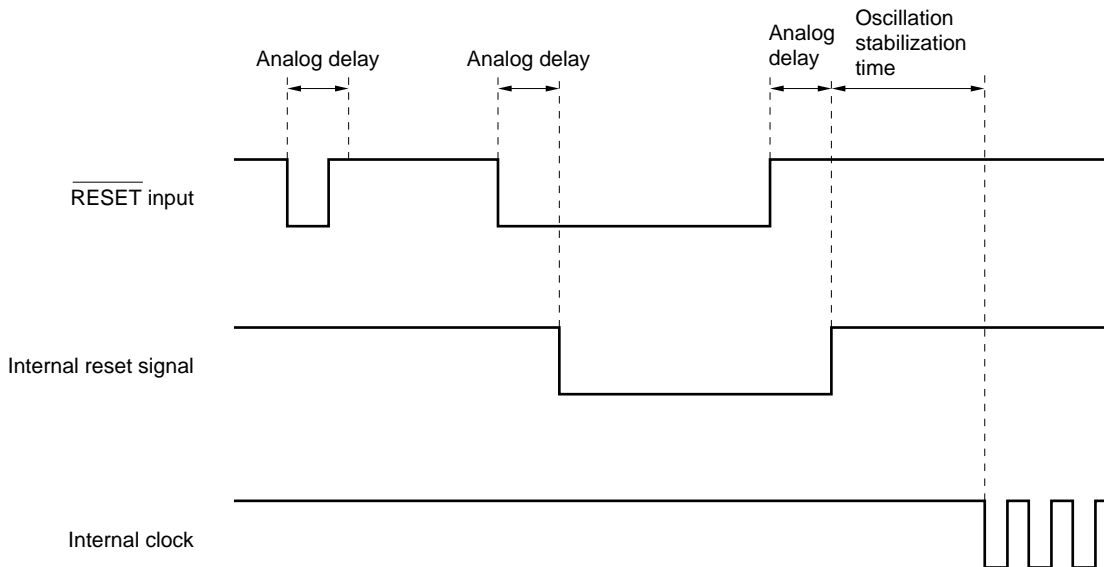 Analog delay
Analog delay
Analog
delay
Oscillation
stabilization
time
RESET input
Internal reset signal
Internal clock